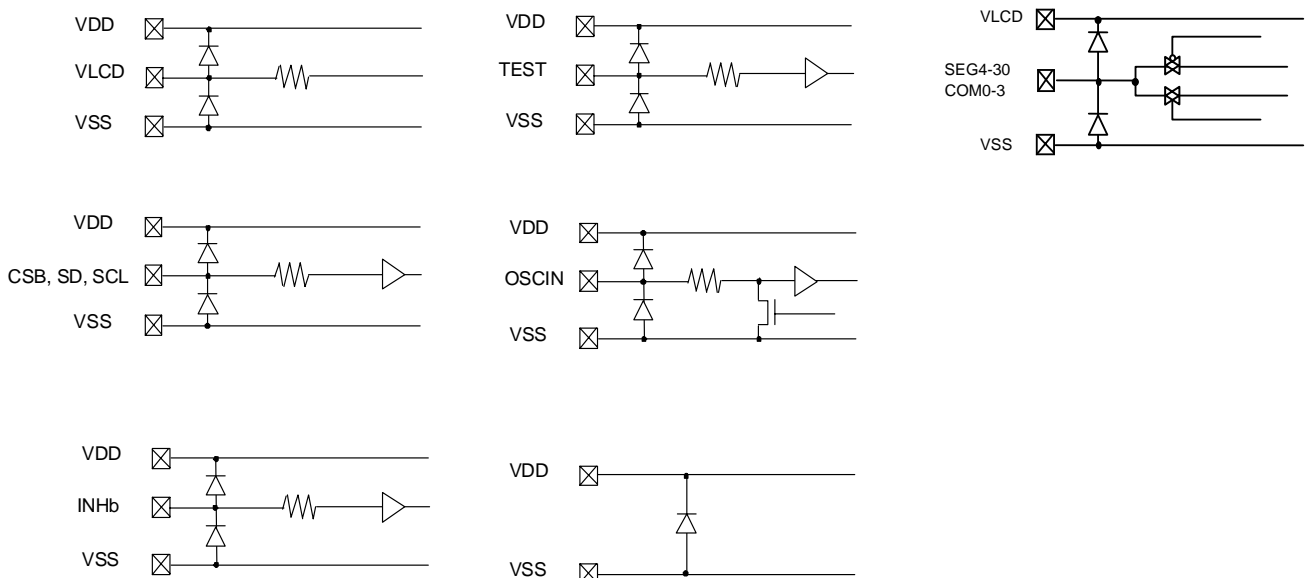 VDD
VLCD
VSS
VDD
TEST
VSS
VLCD
SEG4-30
COM0-3
VSS
VDD
CSB, SD, SCL
VSS
VDD
OSCIN
VSS
VDD
INHb
VSS
VDD
VSS